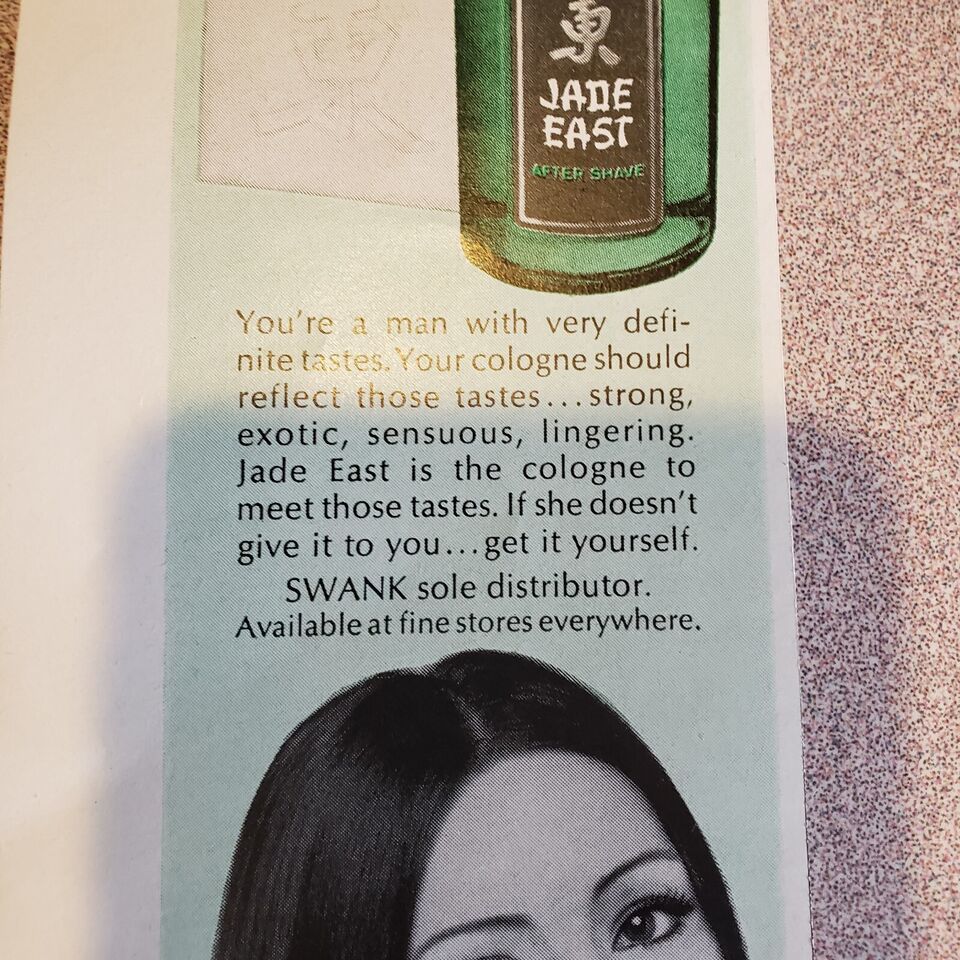 東
JADE
EAST
AFTER SHAVE
You're a man with very defi-
nite tastes. Your cologne should
reflect those tastes...strong,
exotic, sensuous, lingering.
Jade East is the cologne to
meet those tastes. If she doesn't
give it to you...get it yourself.
SWANK sole distributor.
Available at fine stores everywhere.